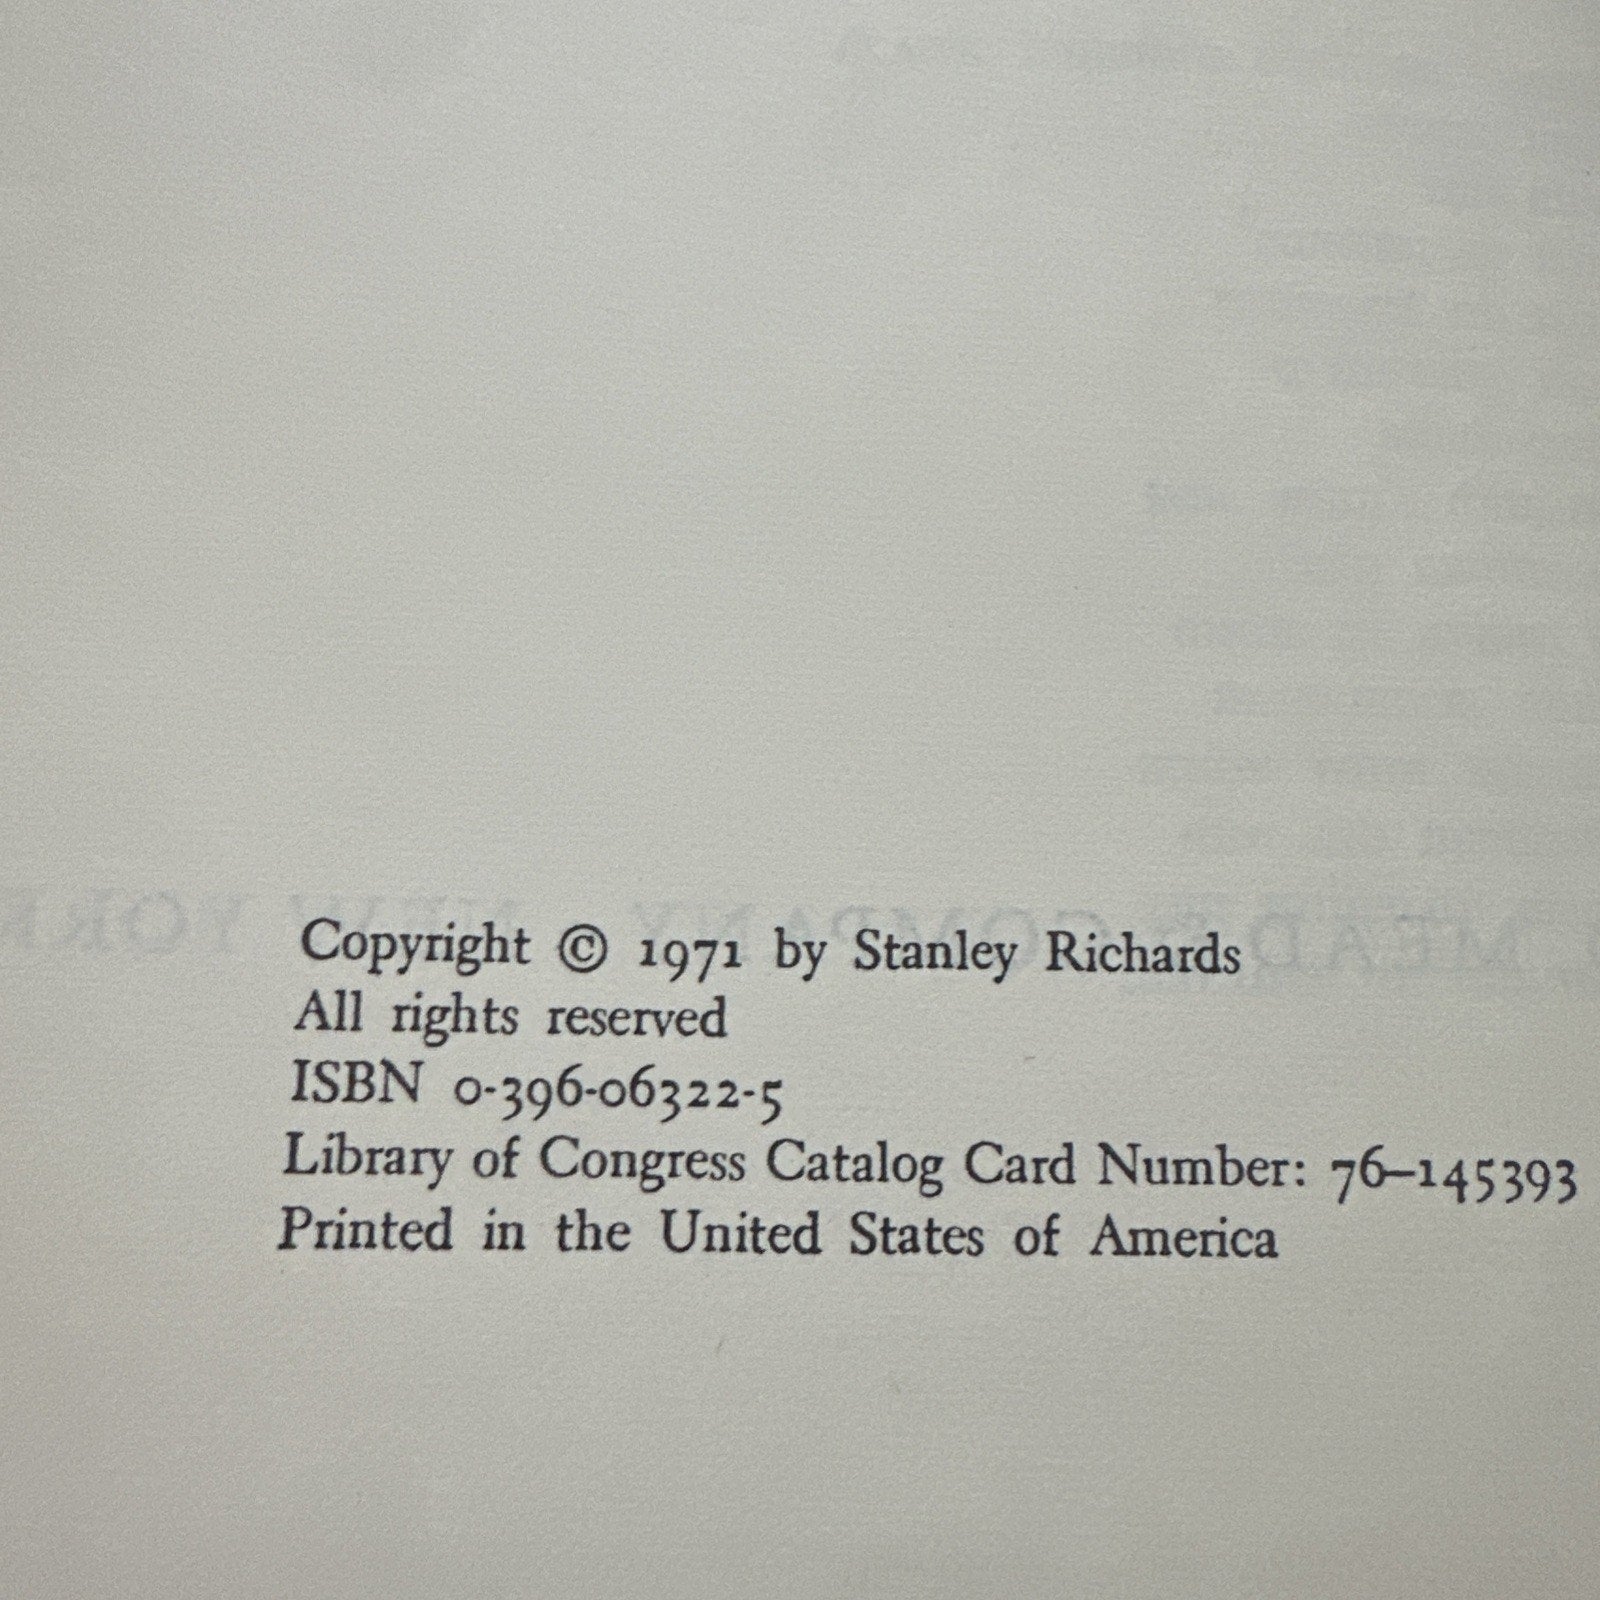 Copyright © 1971 by Stanley Richards
All rights reserved
ISBN 0-396-06322-5
Library of Congress Catalog Card Number: 76–145393
Printed in the United States of America